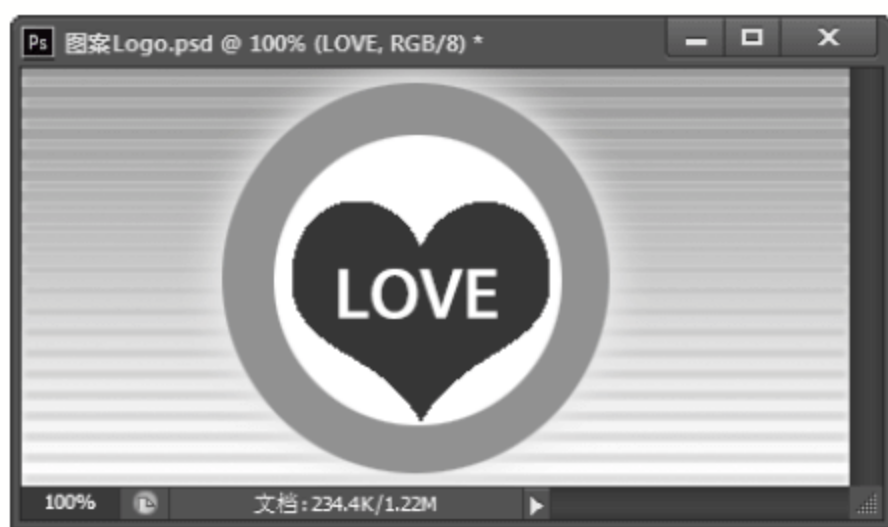 Ps 图案Logo.psd @ 100% (LOVE, RGB/8) *
LOVE
100% 文档:234.4K/1.22M